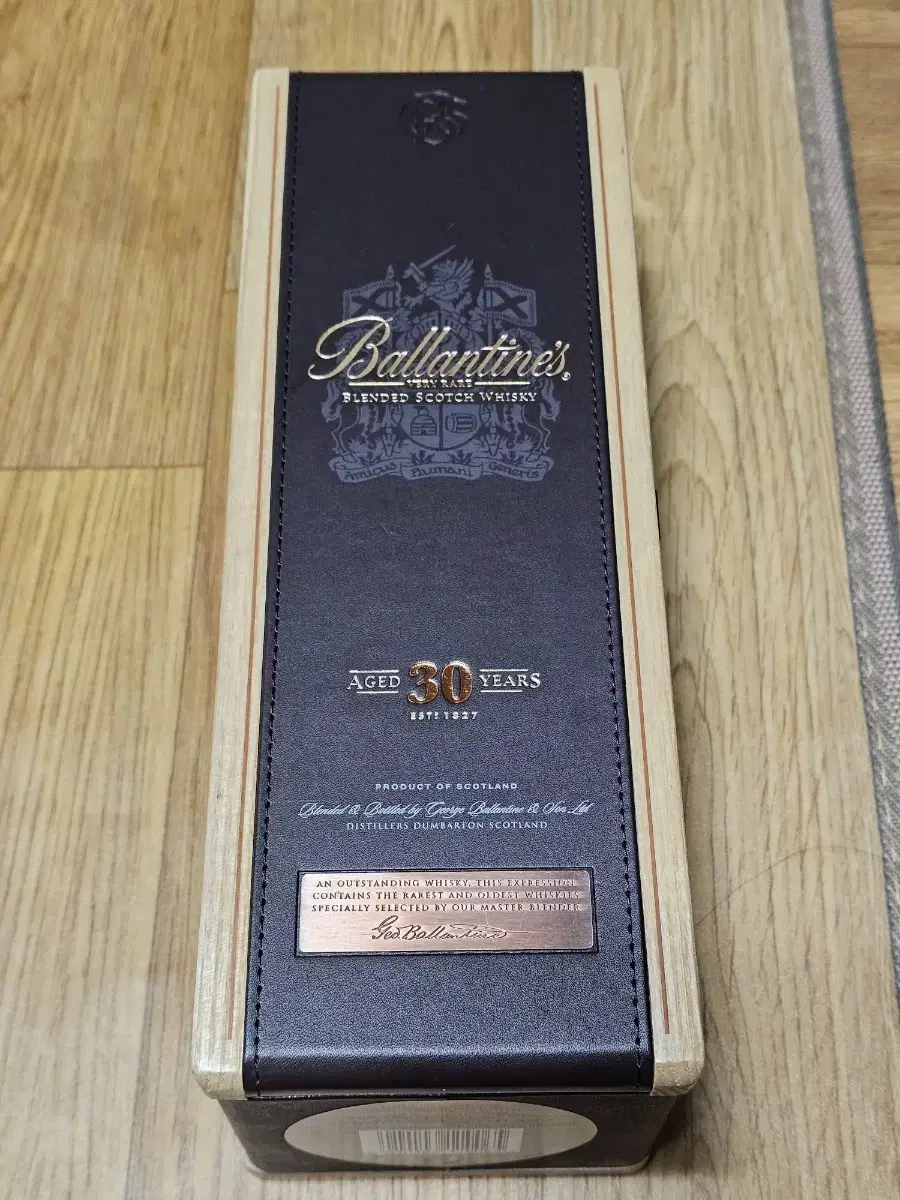 Ballantine's®
VERY RARE
BLENDED SCOTCH WHISKY
Amicus Humani Generis
AGED 30 YEARS
ESTD 1827
PRODUCT OF SCOTLAND
Blended & Bottled by George Ballantine & Son Ltd
DISTILLERS DUMBARTON SCOTLAND
AN OUTSTANDING WHISKY, THIS EXPRESSION
CONTAINS THE RAREST AND OLDEST WHISKIES
SPECIALLY SELECTED BY OUR MASTER BLENDER
Geo. Ballantine